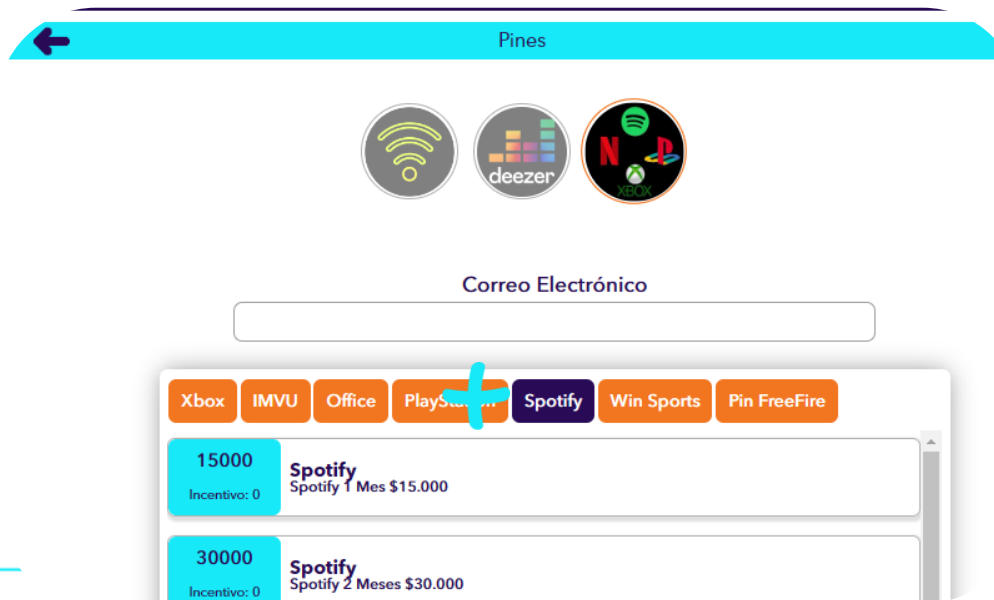 Pines
deezer
N
XBOX
Correo Electrónico
Xbox IMVU Office PlayStation Spotify Win Sports Pin FreeFire
15000
Incentivo: 0
Spotify
Spotify 1 Mes $15.000
30000
Incentivo: 0
Spotify
Spotify 2 Meses $30.000